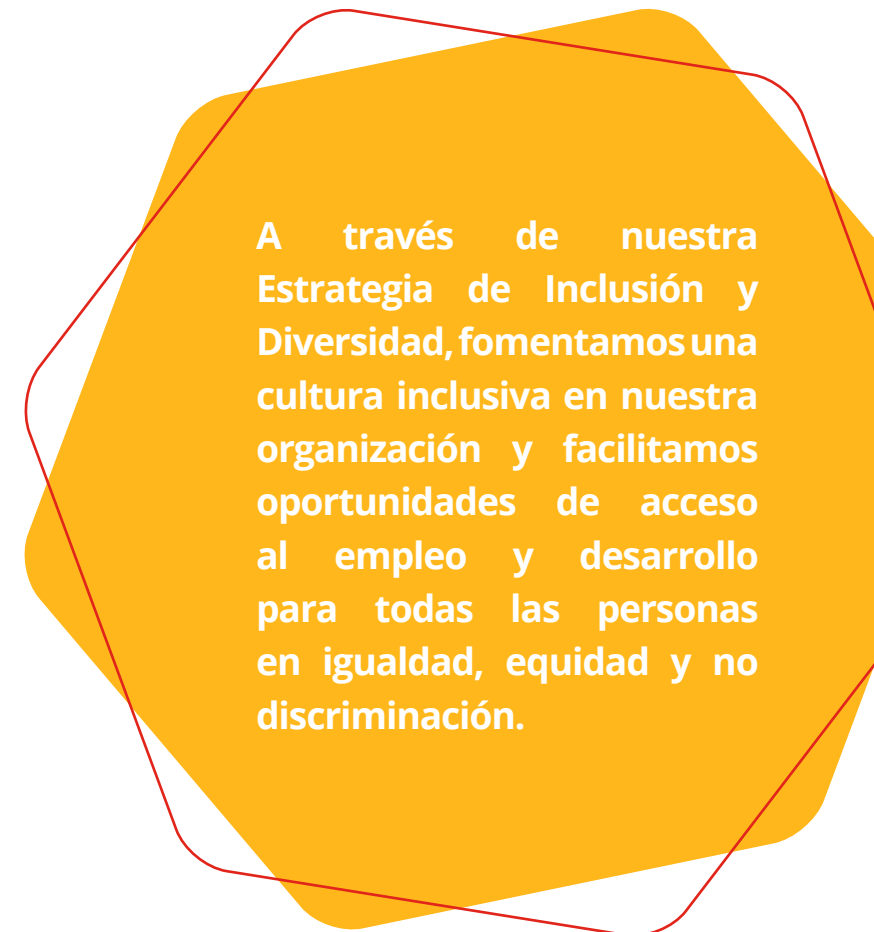 A través de nuestra
Estrategia de Inclusión y
Diversidad, fomentamos una
cultura inclusiva en nuestra
organización y facilitamos
oportunidades de acceso
al empleo y desarrollo
para todas las personas
en igualdad, equidad y no
discriminación.